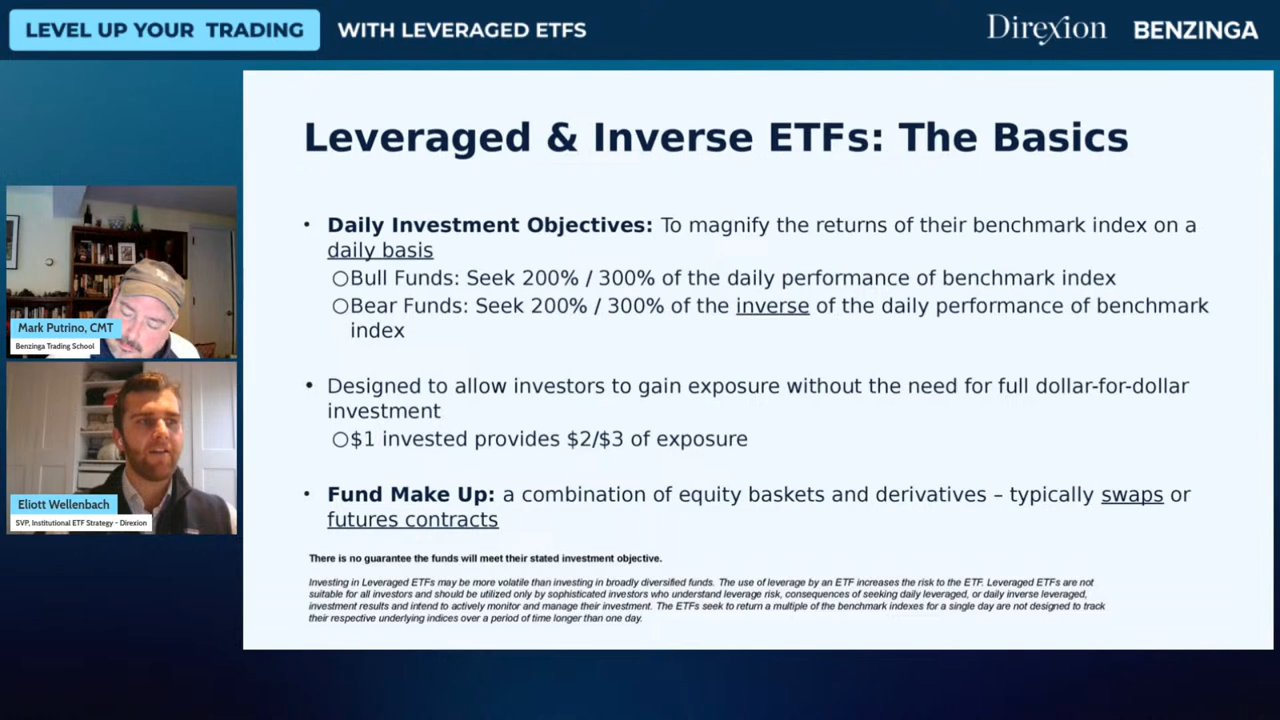 LEVEL UP YOUR TRADING WITH LEVERAGED ETFS
Direxion BENZINGA
Leveraged & Inverse ETFs: The Basics
• Daily Investment Objectives: To magnify the returns of their benchmark index on a
daily basis
○Bull Funds: Seek 200% / 300% of the daily performance of benchmark index
○Bear Funds: Seek 200% / 300% of the inverse of the daily performance of benchmark
index
• Designed to allow investors to gain exposure without the need for full dollar-for-dollar
investment
○$1 invested provides $2/$3 of exposure
• Fund Make Up: a combination of equity baskets and derivatives – typically swaps or
futures contracts
There is no guarantee the funds will meet their stated investment objective.
Investing in Leveraged ETFs may be more volatile than investing in broadly diversified funds. The use of leverage by an ETF increases the risk to the ETF. Leveraged ETFs are not
suitable for all investors and should be utilized only by sophisticated investors who understand leverage risk, consequences of seeking daily leveraged, or daily inverse leveraged,
investment results and intend to actively monitor and manage their investment. The ETFs seek to return a multiple of the benchmark indexes for a single day are not designed to track
their respective underlying indices over a period of time longer than one day.
Mark Putrino, CMT
Benzinga Trading School
Eliott Wellenbach
SVP, Institutional ETF Strategy - Direxion